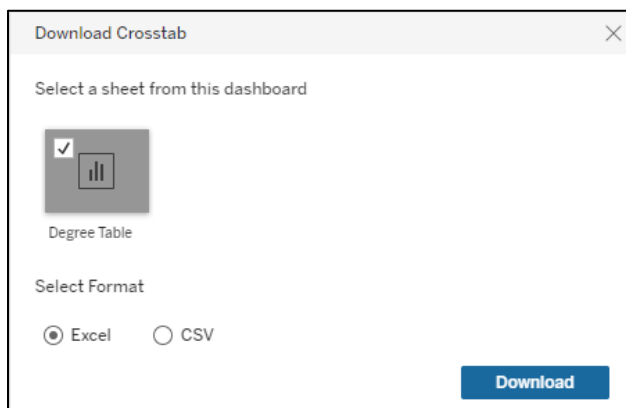 Download Crosstab
Select a sheet from this dashboard
Degree Table
Select Format
Excel CSV
Download